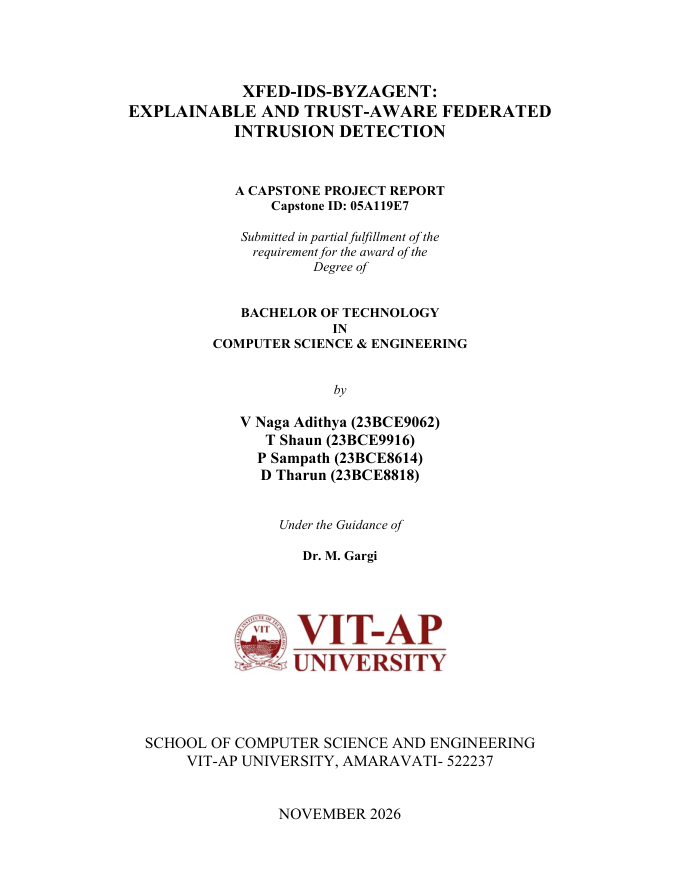 XFED-IDS-BYZAGENT:
EXPLAINABLE AND TRUST-AWARE FEDERATED
INTRUSION DETECTION
A CAPSTONE PROJECT REPORT
Capstone ID: 05A119E7
Submitted in partial fulfillment of the
requirement for the award of the
Degree of
BACHELOR OF TECHNOLOGY
IN
COMPUTER SCIENCE & ENGINEERING
by
V Naga Adithya (23BCE9062)
T Shaun (23BCE9916)
P Sampath (23BCE8614)
D Tharun (23BCE8818)
Under the Guidance of
Dr. M. Gargi
VIT
VIT-AP
UNIVERSITY
SCHOOL OF COMPUTER SCIENCE AND ENGINEERING
VIT-AP UNIVERSITY, AMARAVATI- 522237
NOVEMBER 2026